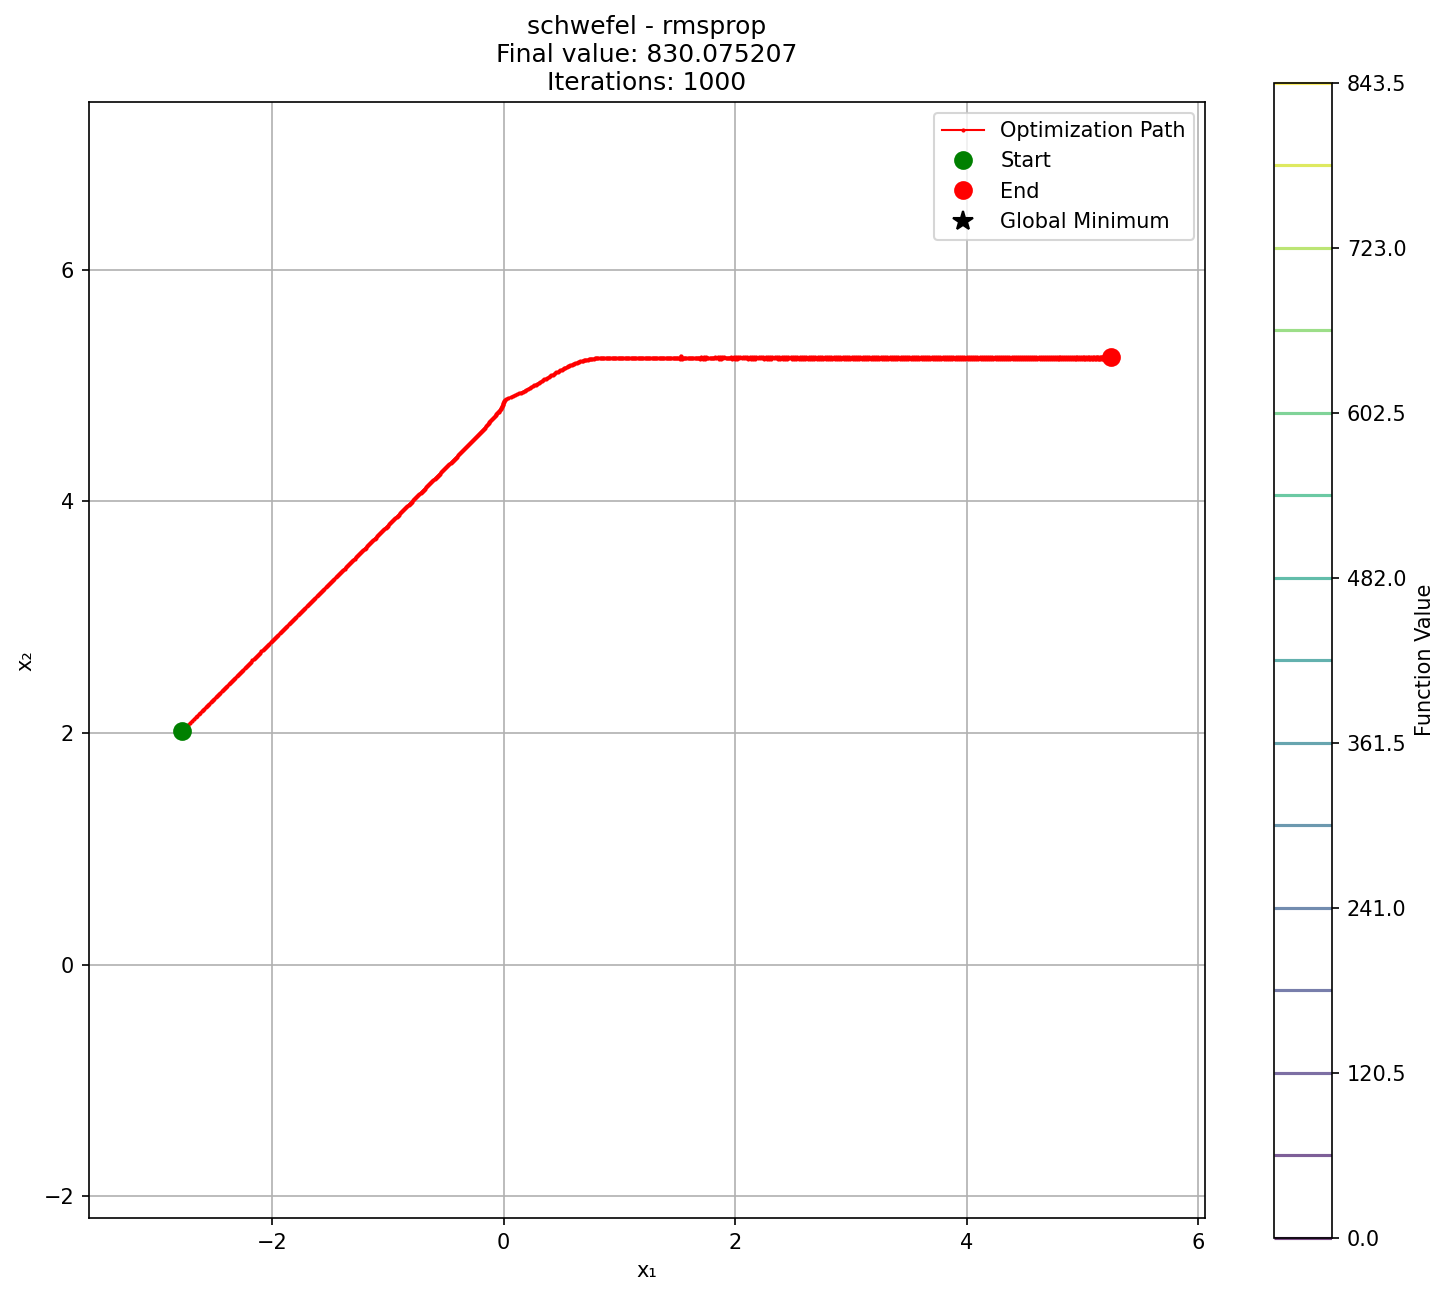 schwefel - rmsprop
Final value: 830.075207
Iterations: 1000
Optimization Path
Start
End
Global Minimum
6
4
2
0
−2
x₂
−2
0
2
4
6
x₁
843.5
723.0
602.5
482.0
361.5
241.0
120.5
0.0
Function Value